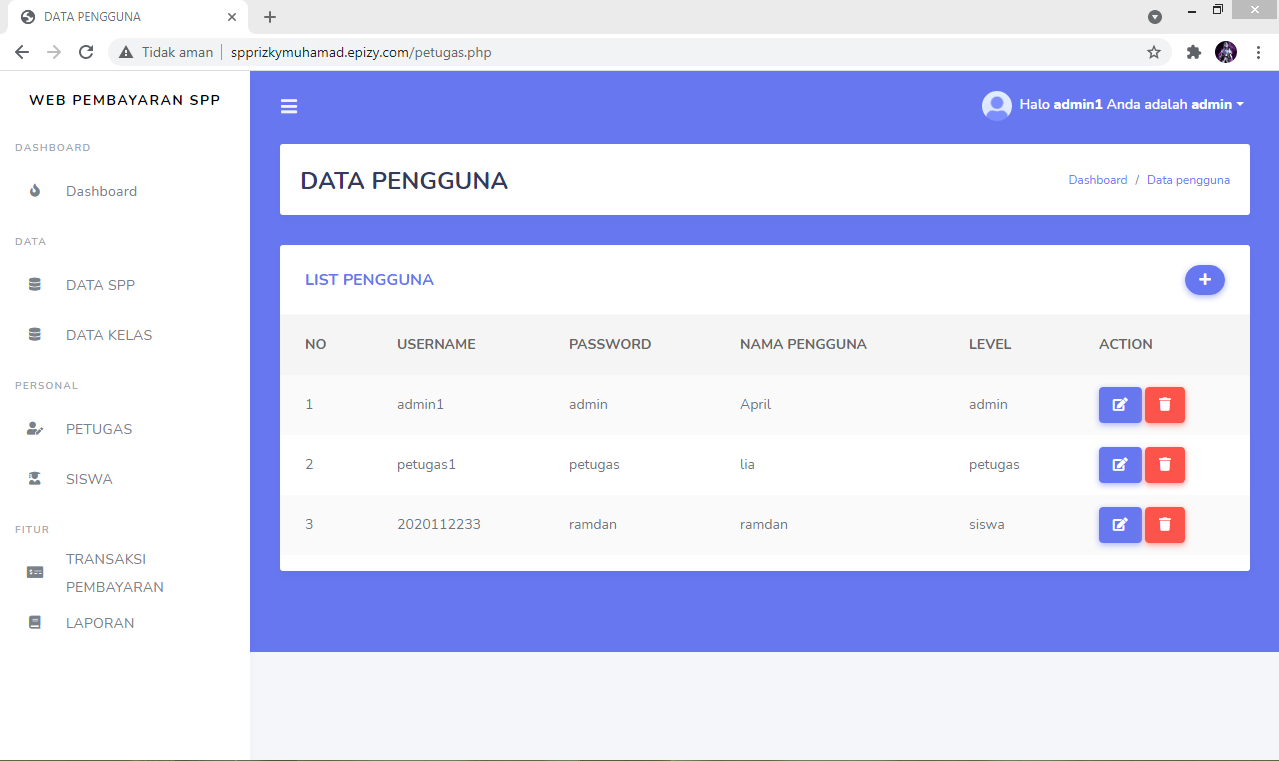 DATA PENGGUNA
Tidak aman
spprizkymuhamad.epizy.com/petugas.php
WEB PEMBAYARAN SPP
Halo admin1 Anda adalah admin
DASHBOARD
Dashboard
DATA
DATA SPP
DATA KELAS
PERSONAL
PETUGAS
SISWA
FITUR
TRANSAKSI
PEMBAYARAN
LAPORAN
DATA PENGGUNA
Dashboard / Data pengguna
LIST PENGGUNA
NO USERNAME PASSWORD NAMA PENGGUNA LEVEL ACTION
1 admin1 admin April admin
2 petugas1 petugas lia petugas
3 2020112233 ramdan ramdan siswa